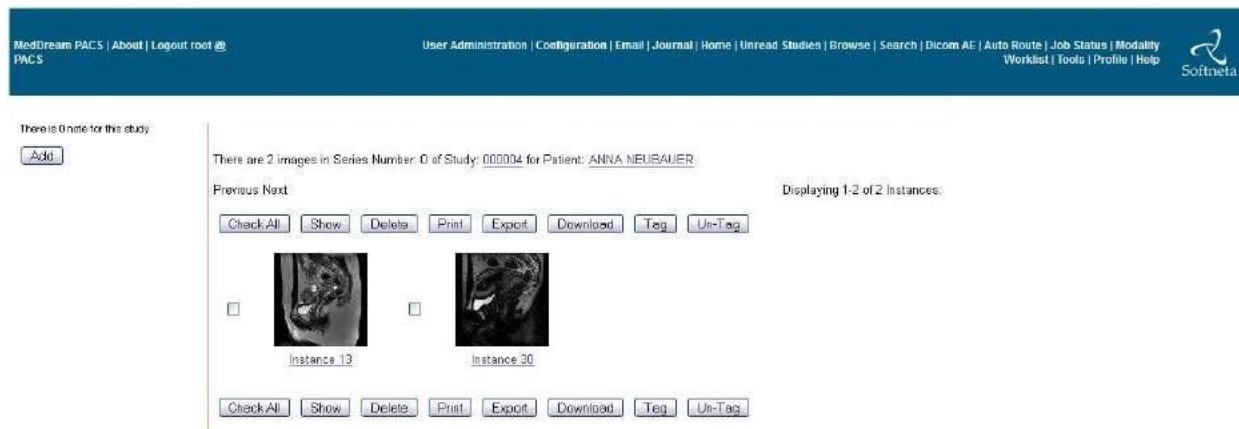 MedDream PACS | About | Logout root @
PACS
User Administration | Configuration | Email | Journal | Home | Unread Studies | Browse | Search | Dicom AE | Auto Route | Job Status | Modality
Worklist | Tools | Profile | Help
Softneta
There is 0 note for this study
Add
There are 2 images in Series Number: 0 of Study: 000004 for Patient: ANNA NEUBAUER
Previous Next
Displaying 1-2 of 2 Instances:
Check All Show Delete Print Export Download Tag Un-Tag
Instance 13 Instance 30
Check All Show Delete Print Export Download Tag Un-Tag